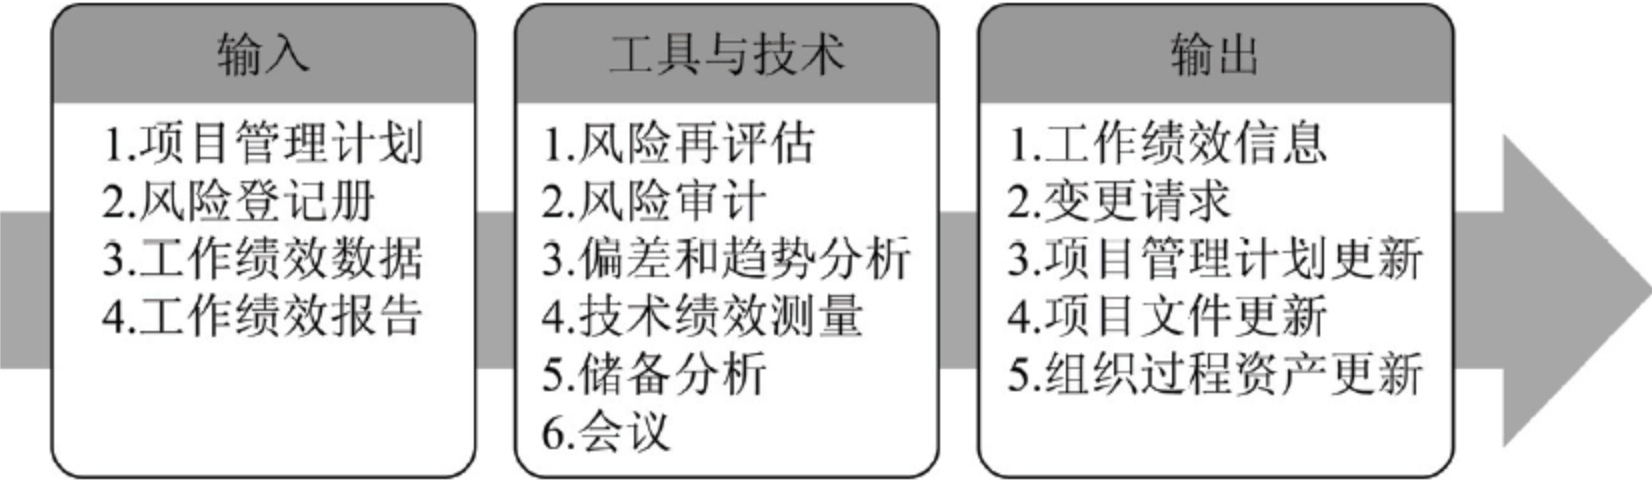 输入
1.项目管理计划
2.风险登记册
3.工作绩效数据
4.工作绩效报告
工具与技术
1.风险再评估
2.风险审计
3.偏差和趋势分析
4.技术绩效测量
5.储备分析
6.会议
输出
1.工作绩效信息
2.变更请求
3.项目管理计划更新
4.项目文件更新
5.组织过程资产更新